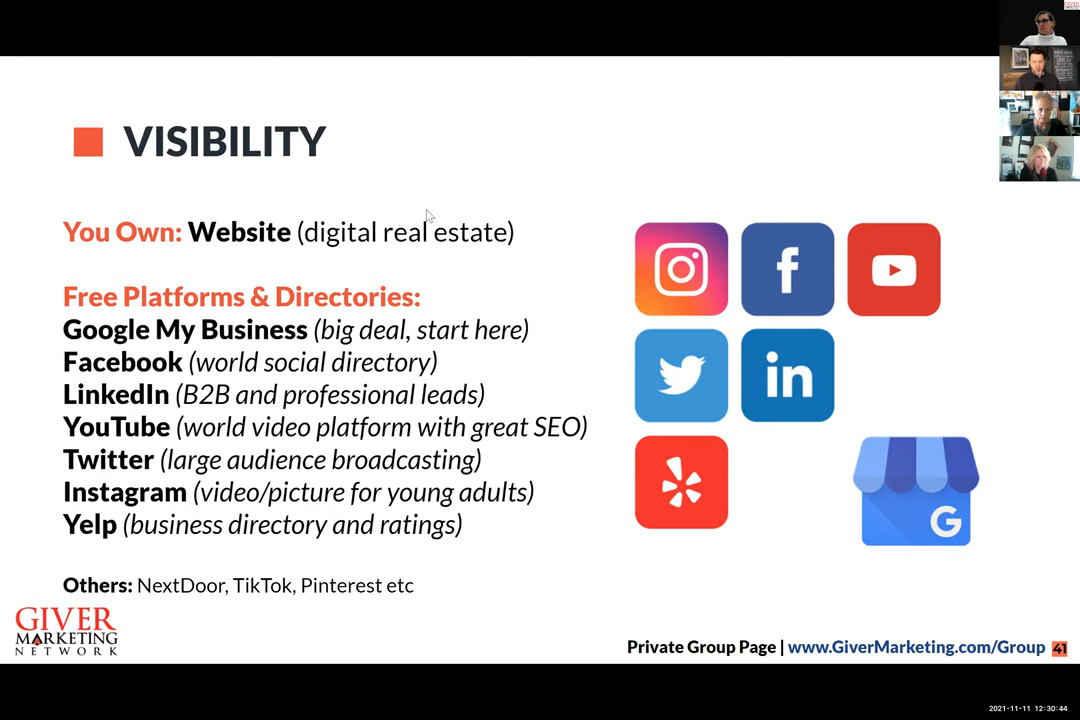 VISIBILITY
You Own: Website (digital real estate)
Free Platforms & Directories:
Google My Business (big deal, start here)
Facebook (world social directory)
LinkedIn (B2B and professional leads)
YouTube (world video platform with great SEO)
Twitter (large audience broadcasting)
Instagram (video/picture for young adults)
Yelp (business directory and ratings)
Others: NextDoor, TikTok, Pinterest etc
f
in
G
GIVER
MARKETING
NETWORK
Private Group Page | www.GiverMarketing.com/Group 41
2021-11-11 12:30:44